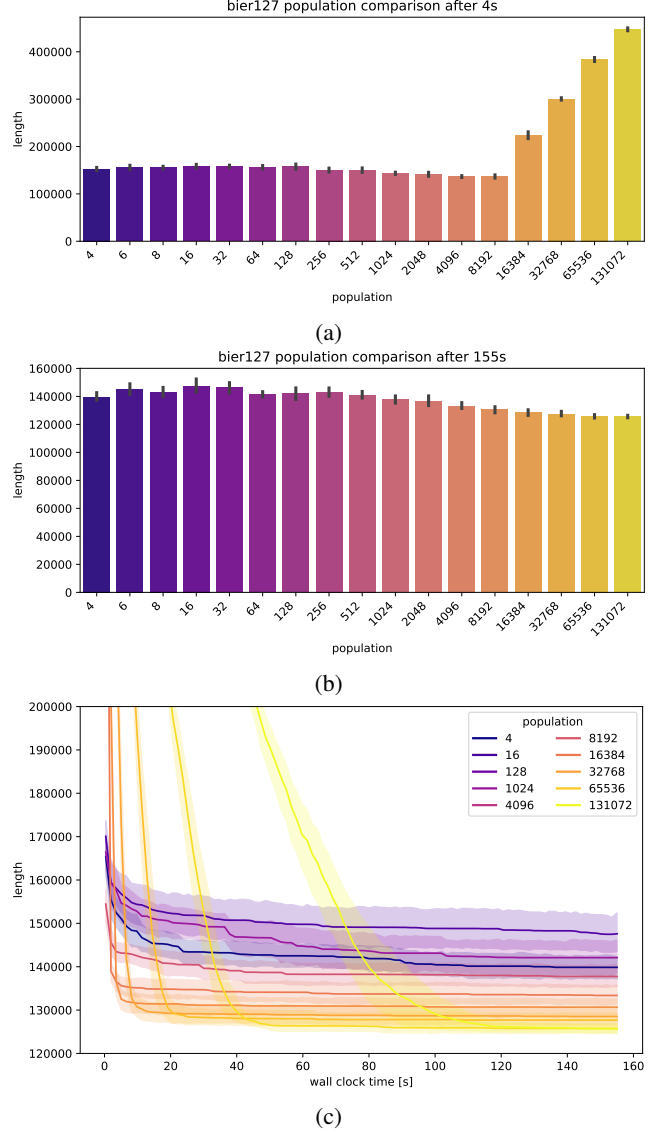 bier127 population comparison after 4s
400000
300000
200000
100000
0
length
4 6 8 16 32 64 128 256 512 1024 2048 4096 8192 16384 32768 65536 131072
population
(a)
bier127 population comparison after 155s
160000
140000
120000
100000
80000
60000
40000
20000
0
length
4 6 8 16 32 64 128 256 512 1024 2048 4096 8192 16384 32768 65536 131072
population
(b)
200000
190000
180000
170000
160000
150000
140000
130000
120000
length
population
4 8192
16 16384
128 32768
1024 65536
4096 131072
0 20 40 60 80 100 120 140 160
wall clock time [s]
(c)